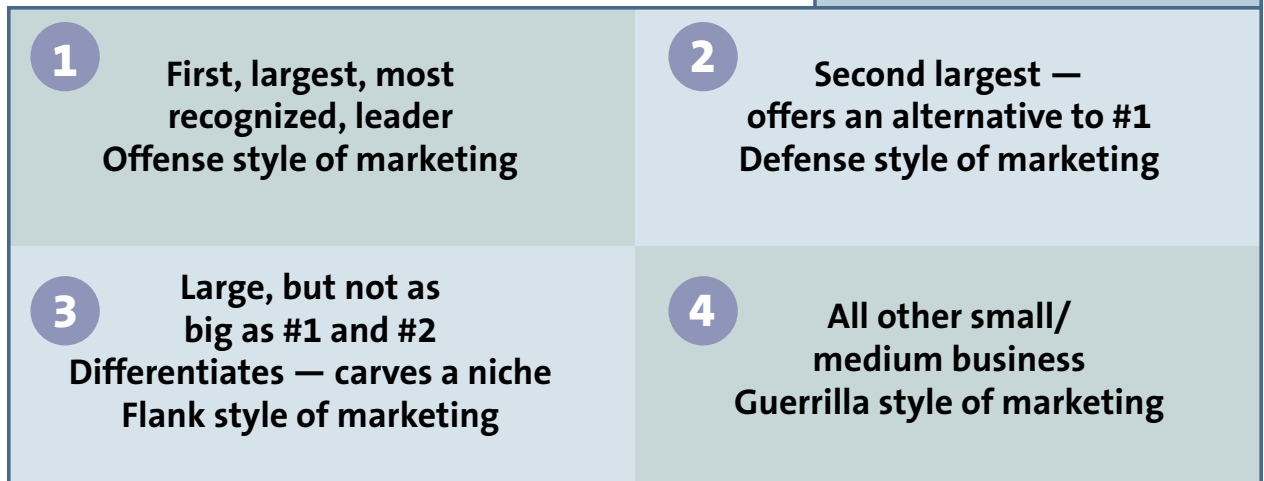 1
First, largest, most
recognized, leader
Offense style of marketing
2
Second largest —
offers an alternative to #1
Defense style of marketing
3
Large, but not as
big as #1 and #2
Differentiates — carves a niche
Flank style of marketing
4
All other small/
medium business
Guerrilla style of marketing